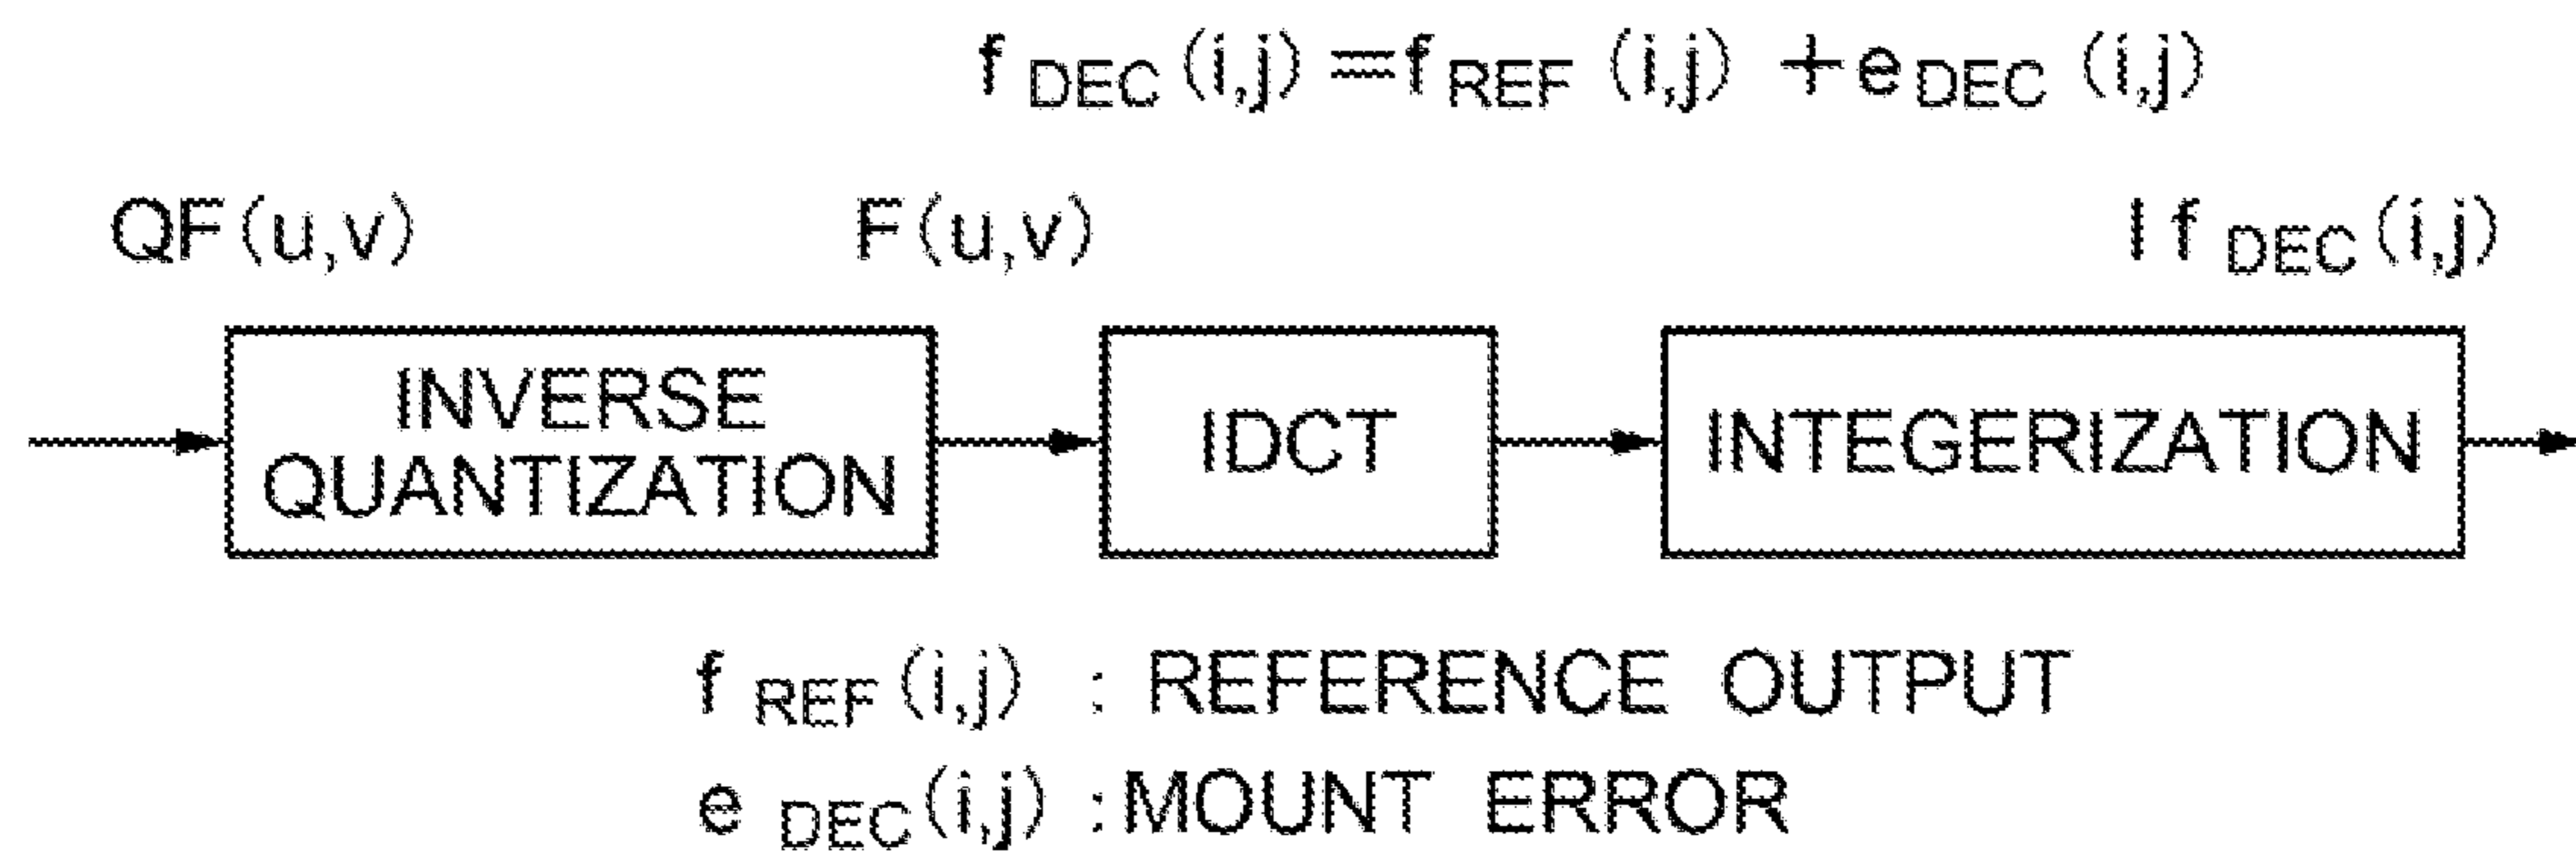 f DEC (i,j) = f REF (i,j) + e DEC (i,j)
QF(u,v) F(u,v) I f DEC (i,j)
INVERSE
QUANTIZATION
IDCT
INTEGERIZATION
f REF (i,j) : REFERENCE OUTPUT
e DEC (i,j) : MOUNT ERROR